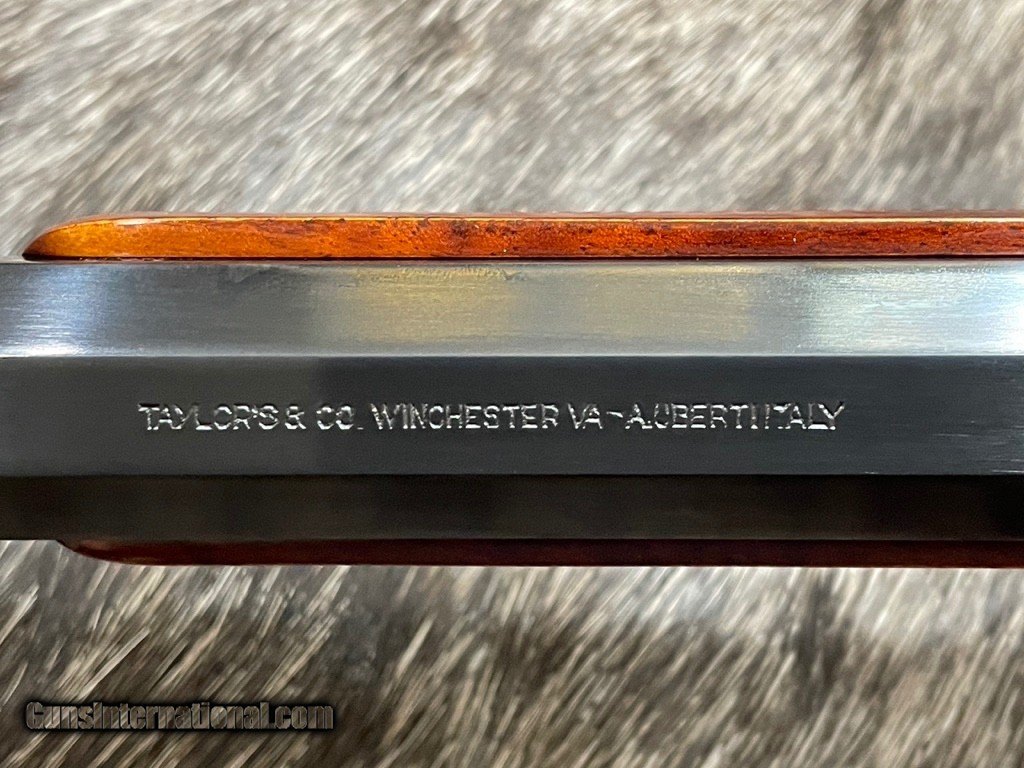 TAYLOR'S & CO. WINCHESTER VA - A.UBERTI ITALY
GunsInternational.com